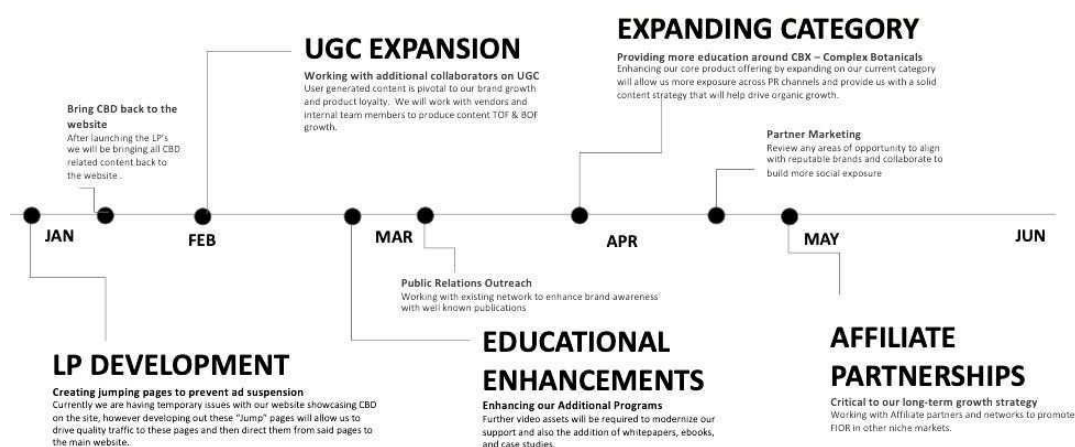 EXPANDING CATEGORY
Providing more education around CBX – Complex Botanicals
Enhancing our core product offering by expanding on our current category
will allow us more exposure across PR channels and provide us with a solid
content strategy that will help drive organic growth.
UGC EXPANSION
Working with additional collaborators on UGC
User generated content is pivotal to our brand growth
and product loyalty. We will work with vendors and
internal team members to produce content TOF & BOF
growth.
Bring CBD back to the
website
After launching the LP's
we will be bringing all CBD
related content back to
the website .
Partner Marketing
Review any areas of opportunity to align
with reputable brands and collaborate to
build more social exposure
JAN
FEB
MAR
APR
MAY
JUN
Public Relations Outreach
Working with existing network to enhance brand awareness
with well known publications
LP DEVELOPMENT
Creating jumping pages to prevent ad suspension
Currently we are having temporary issues with our website showcasing CBD
on the site, however developing out these "Jump" pages will allow us to
drive quality traffic to these pages and then direct them from said pages to
the main website.
EDUCATIONAL
ENHANCEMENTS
Enhancing our Additional Programs
Further video assets will be required to modernize our
support and also the addition of whitepapers, ebooks,
and case studies.
AFFILIATE
PARTNERSHIPS
Critical to our long-term growth strategy
Working with Affiliate partners and networks to promote
FIOR in other niche markets.